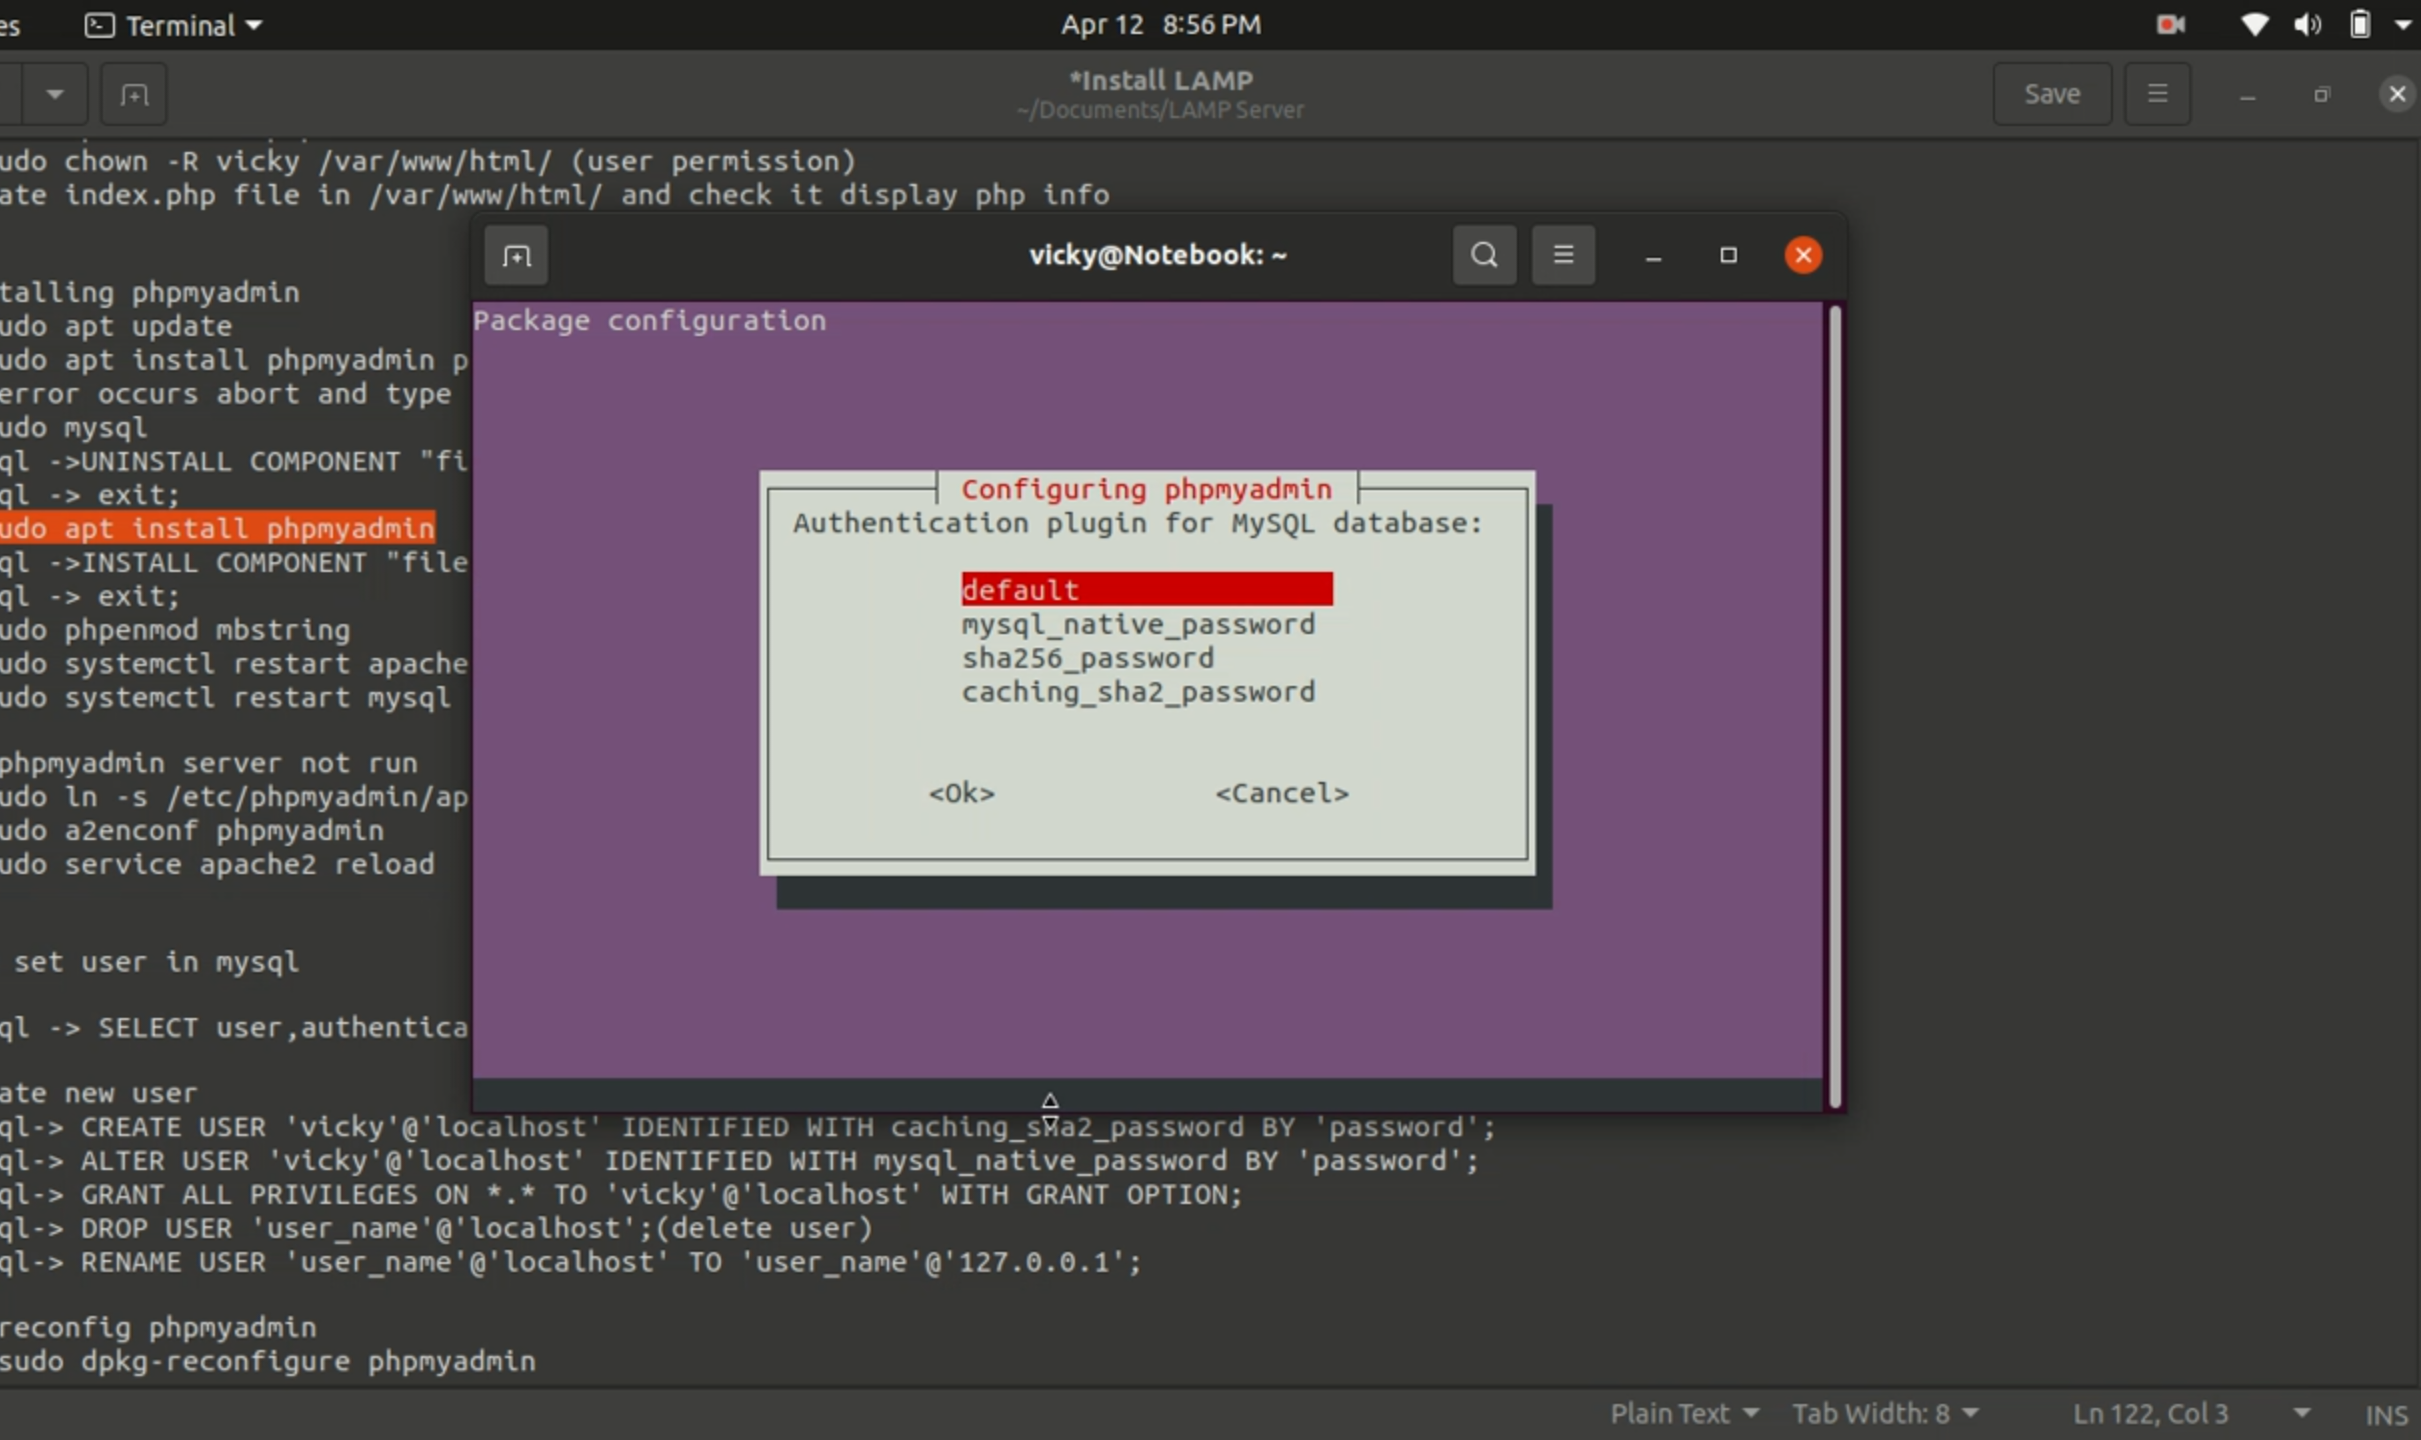 es Terminal Apr 12 8:56 PM
*Install LAMP
~/Documents/LAMP Server
Save
udo chown -R vicky /var/www/html/ (user permission)
ate index.php file in /var/www/html/ and check it display php info
talling phpmyadmin
udo apt update
udo apt install phpmyadmin p
error occurs abort and type
udo mysql
ql ->UNINSTALL COMPONENT "fi
ql -> exit;
udo apt install phpmyadmin
ql ->INSTALL COMPONENT "file
ql -> exit;
udo phpenmod mbstring
udo systemctl restart apache
udo systemctl restart mysql
phpmyadmin server not run
udo ln -s /etc/phpmyadmin/ap
udo a2enconf phpmyadmin
udo service apache2 reload
set user in mysql
ql -> SELECT user,authentica
ate new user
ql-> CREATE USER 'vicky'@'localhost' IDENTIFIED WITH caching_sha2_password BY 'password';
ql-> ALTER USER 'vicky'@'localhost' IDENTIFIED WITH mysql_native_password BY 'password';
ql-> GRANT ALL PRIVILEGES ON *.* TO 'vicky'@'localhost' WITH GRANT OPTION;
ql-> DROP USER 'user_name'@'localhost';(delete user)
ql-> RENAME USER 'user_name'@'localhost' TO 'user_name'@'127.0.0.1';
reconfig phpmyadmin
sudo dpkg-reconfigure phpmyadmin
vicky@Notebook: ~
Package configuration
Configuring phpmyadmin
Authentication plugin for MySQL database:
default
mysql_native_password
sha256_password
caching_sha2_password
<Ok> <Cancel>
Plain Text Tab Width: 8 Ln 122, Col 3 INS